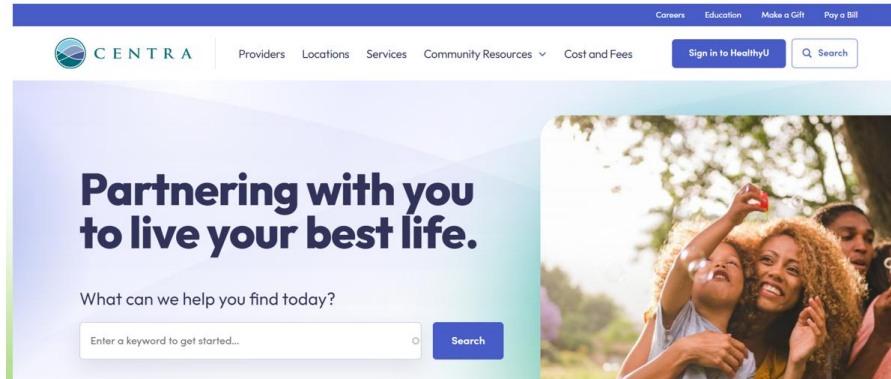 Careers Education Make a Gift Pay a Bill
CENTRA Providers Locations Services Community Resources Cost and Fees Sign in to HealthyU Search
Partnering with you
to live your best life.
What can we help you find today?
Enter a keyword to get started... Search